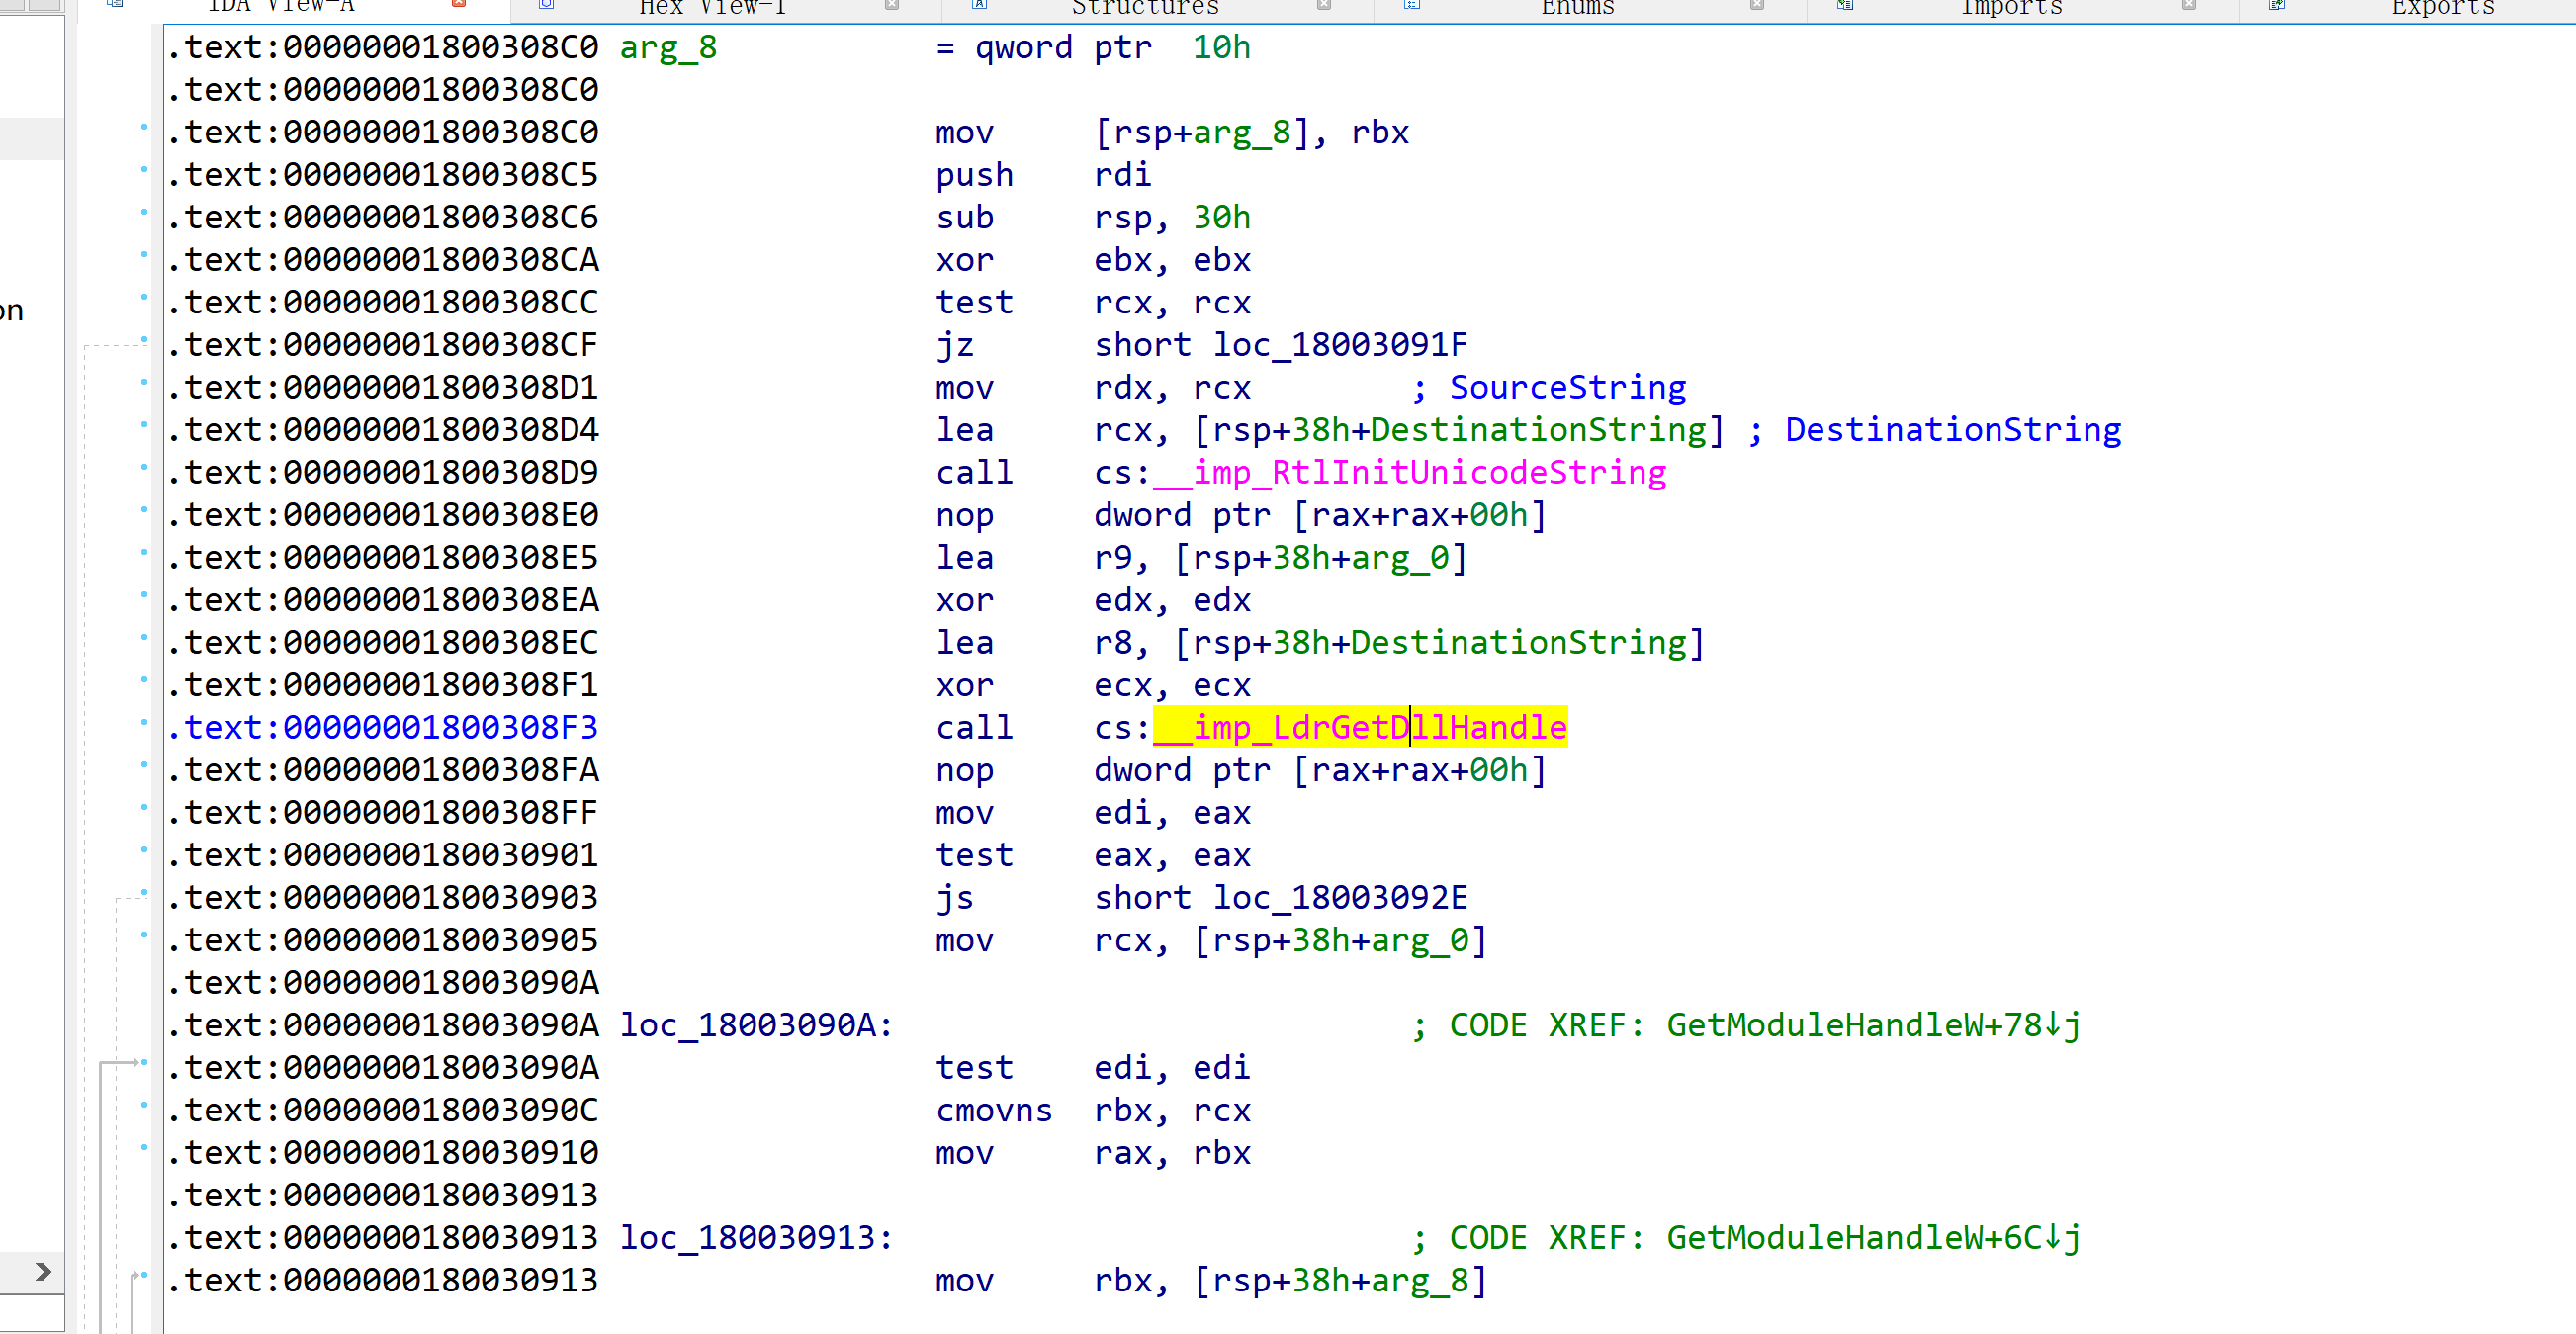 IDA View-A Hex View-1 Structures Enums Imports Exports
.text:00000001800308C0 arg_8 = qword ptr 10h
.text:00000001800308C0
.text:00000001800308C0 mov [rsp+arg_8], rbx
.text:00000001800308C5 push rdi
.text:00000001800308C6 sub rsp, 30h
.text:00000001800308CA xor ebx, ebx
.text:00000001800308CC test rcx, rcx
on
.text:00000001800308CF jz short loc_18003091F
.text:00000001800308D1 mov rdx, rcx ; SourceString
.text:00000001800308D4 lea rcx, [rsp+38h+DestinationString] ; DestinationString
.text:00000001800308D9 call cs:__imp_RtlInitUnicodeString
.text:00000001800308E0 nop dword ptr [rax+rax+00h]
.text:00000001800308E5 lea r9, [rsp+38h+arg_0]
.text:00000001800308EA xor edx, edx
.text:00000001800308EC lea r8, [rsp+38h+DestinationString]
.text:00000001800308F1 xor ecx, ecx
.text:00000001800308F3 call cs:__imp_LdrGetDllHandle
.text:00000001800308FA nop dword ptr [rax+rax+00h]
.text:00000001800308FF mov edi, eax
.text:0000000180030901 test eax, eax
.text:0000000180030903 js short loc_18003092E
.text:0000000180030905 mov rcx, [rsp+38h+arg_0]
.text:000000018003090A
.text:000000018003090A loc_18003090A: ; CODE XREF: GetModuleHandleW+78↓j
.text:000000018003090A test edi, edi
.text:000000018003090C cmovns rbx, rcx
.text:0000000180030910 mov rax, rbx
.text:0000000180030913
.text:0000000180030913 loc_180030913: ; CODE XREF: GetModuleHandleW+6C↓j
.text:0000000180030913 mov rbx, [rsp+38h+arg_8]